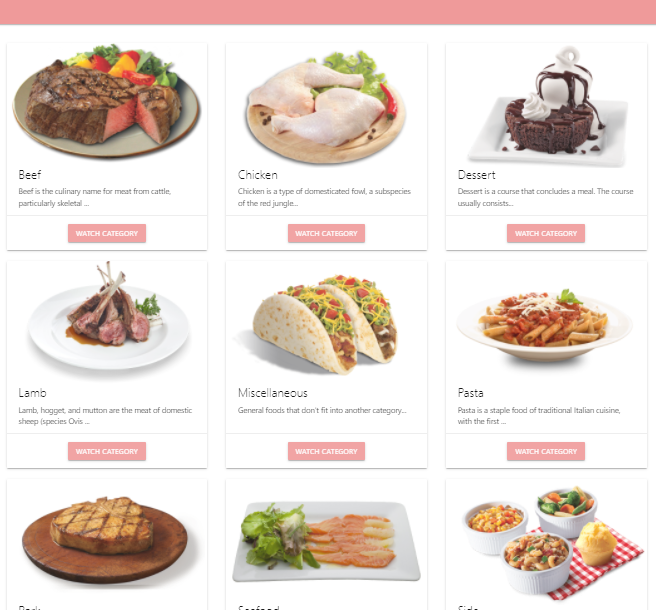 Beef
Beef is the culinary name for meat from cattle,
particularly skeletal ...
WATCH CATEGORY
Chicken
Chicken is a type of domesticated fowl, a subspecies
of the red jungle...
WATCH CATEGORY
Dessert
Dessert is a course that concludes a meal. The course
usually consists...
WATCH CATEGORY
Lamb
Lamb, hogget, and mutton are the meat of domestic
sheep (species Ovis ...
WATCH CATEGORY
Miscellaneous
General foods that don't fit into another category...
WATCH CATEGORY
Pasta
Pasta is a staple food of traditional Italian cuisine,
with the first ...
WATCH CATEGORY
Pork
Seafood
Side